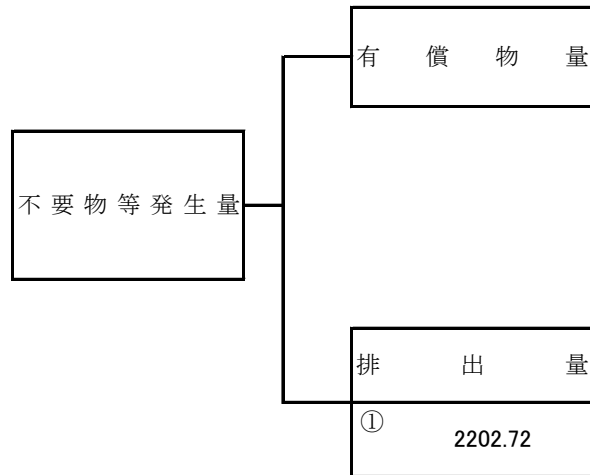 有償物量
不要物等発生量
排出量
①
2202.72